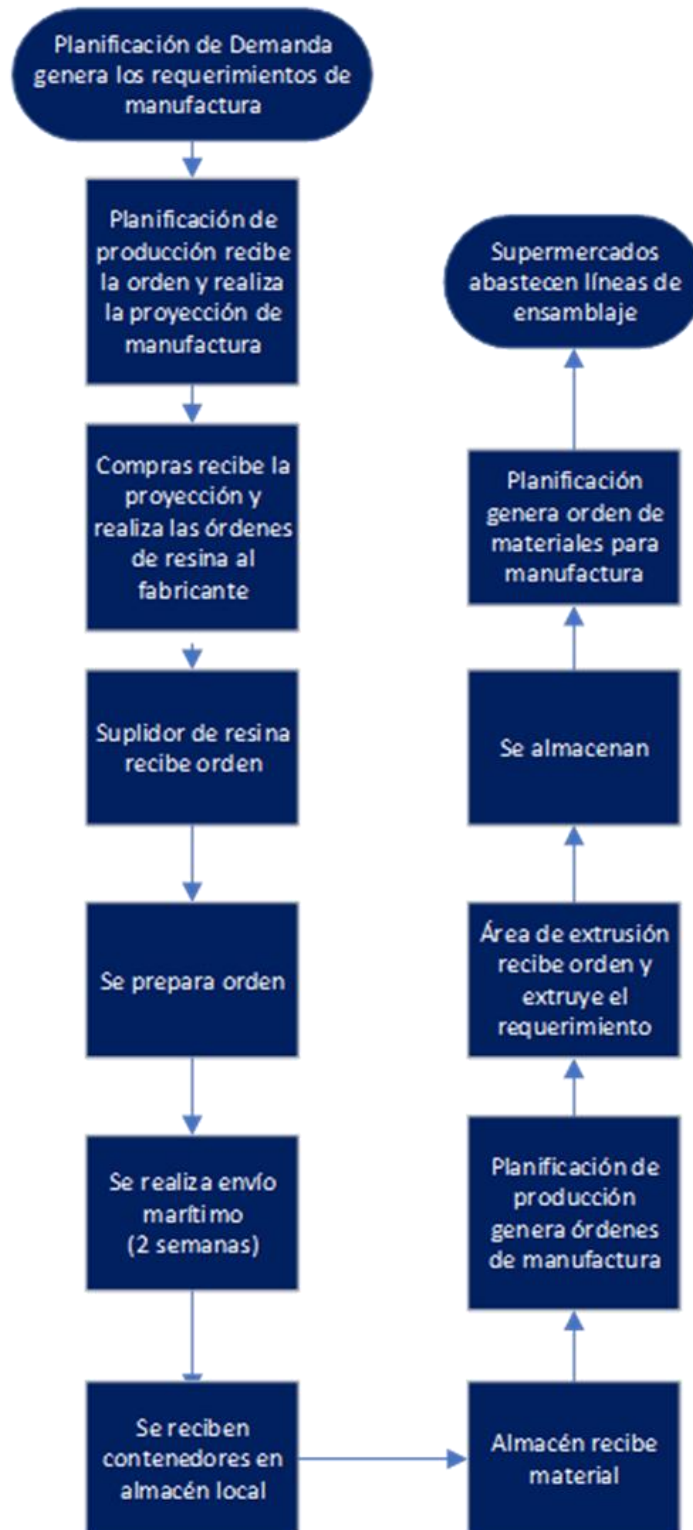 Planificación de Demanda
genera los requerimientos de
manufactura
Planificación de
producción recibe
la orden y realiza
la proyección de
manufactura
Compras recibe la
proyección y
realiza las órdenes
de resina al
fabricante
Suplidor de resina
recibe orden
Se prepara orden
Se realiza envío
marítimo
(2 semanas)
Se reciben
contenedores en
almacén local
Almacén recibe
material
Planificación de
producción
genera órdenes
de manufactura
Área de extrusión
recibe orden y
extruye el
requerimiento
Se almacenan
Planificación
genera orden de
materiales para
manufactura
Supermercados
abastecen líneas de
ensamblaje